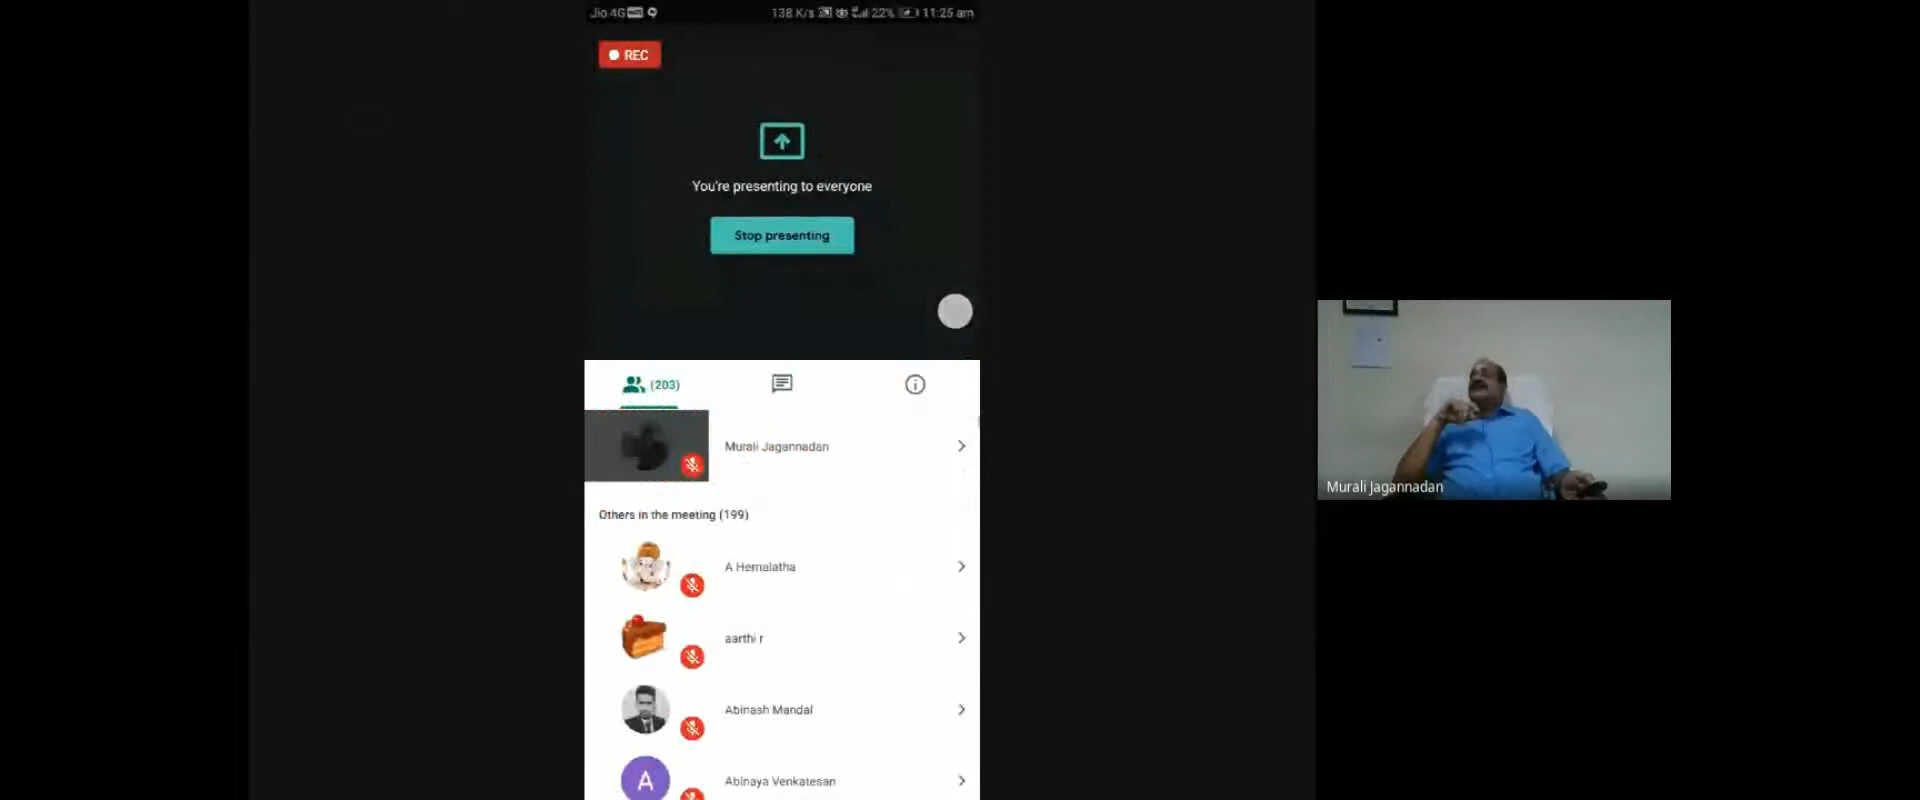 Jio 4G 138 K/s 22% 11:25 am
REC
You're presenting to everyone
Stop presenting
(203)
Murali Jagannadan
Others in the meeting (199)
A Hemalatha
aarthi r
Abinash Mandal
A
Abinaya Venkatesan
Murali Jagannadan